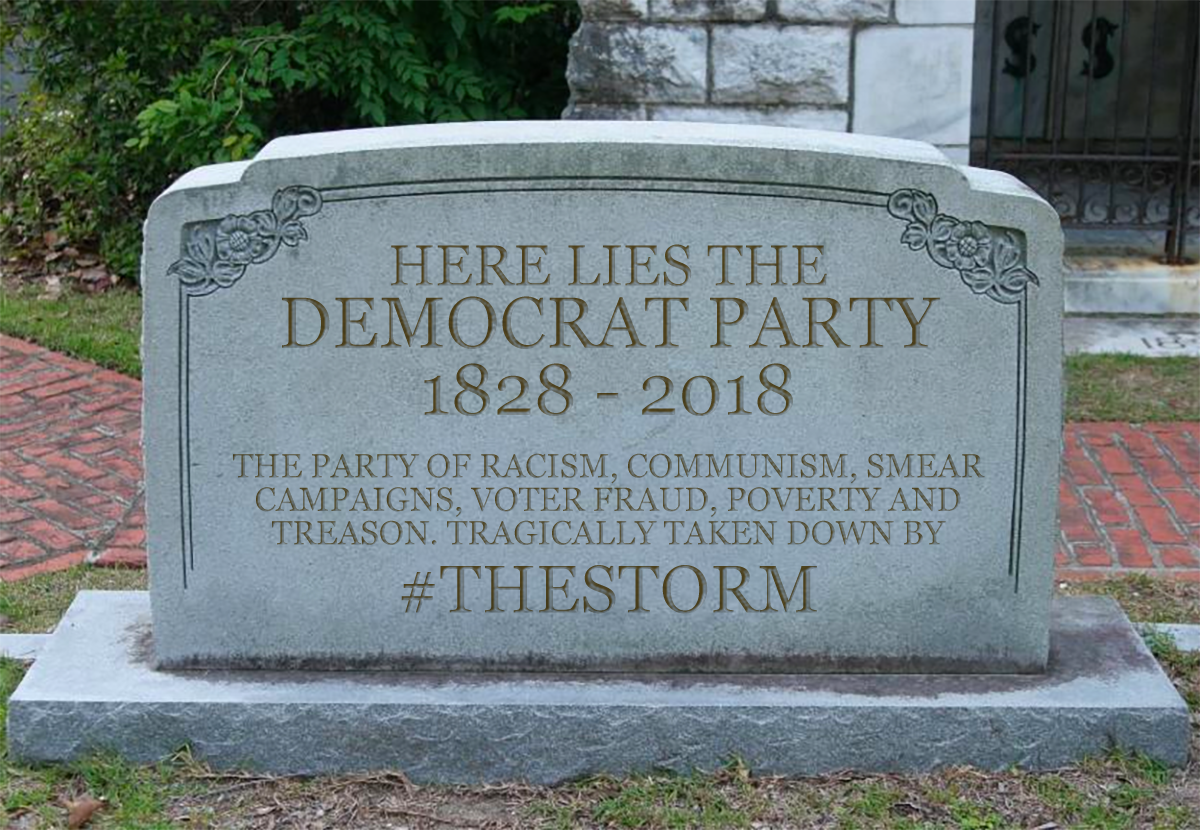 HERE LIES THE
DEMOCRAT PARTY
1828 - 2018
THE PARTY OF RACISM, COMMUNISM, SMEAR
CAMPAIGNS, VOTER FRAUD, POVERTY AND
TREASON. TRAGICALLY TAKEN DOWN BY
#THESTORM